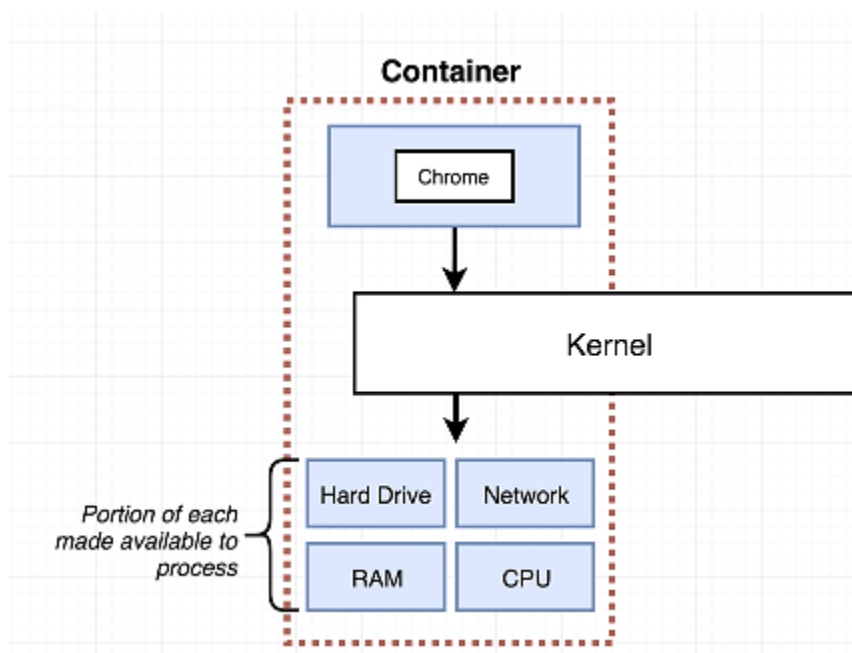 Container
Chrome
Kernel
Hard Drive
Network
Portion of each
made available to
process
RAM
CPU